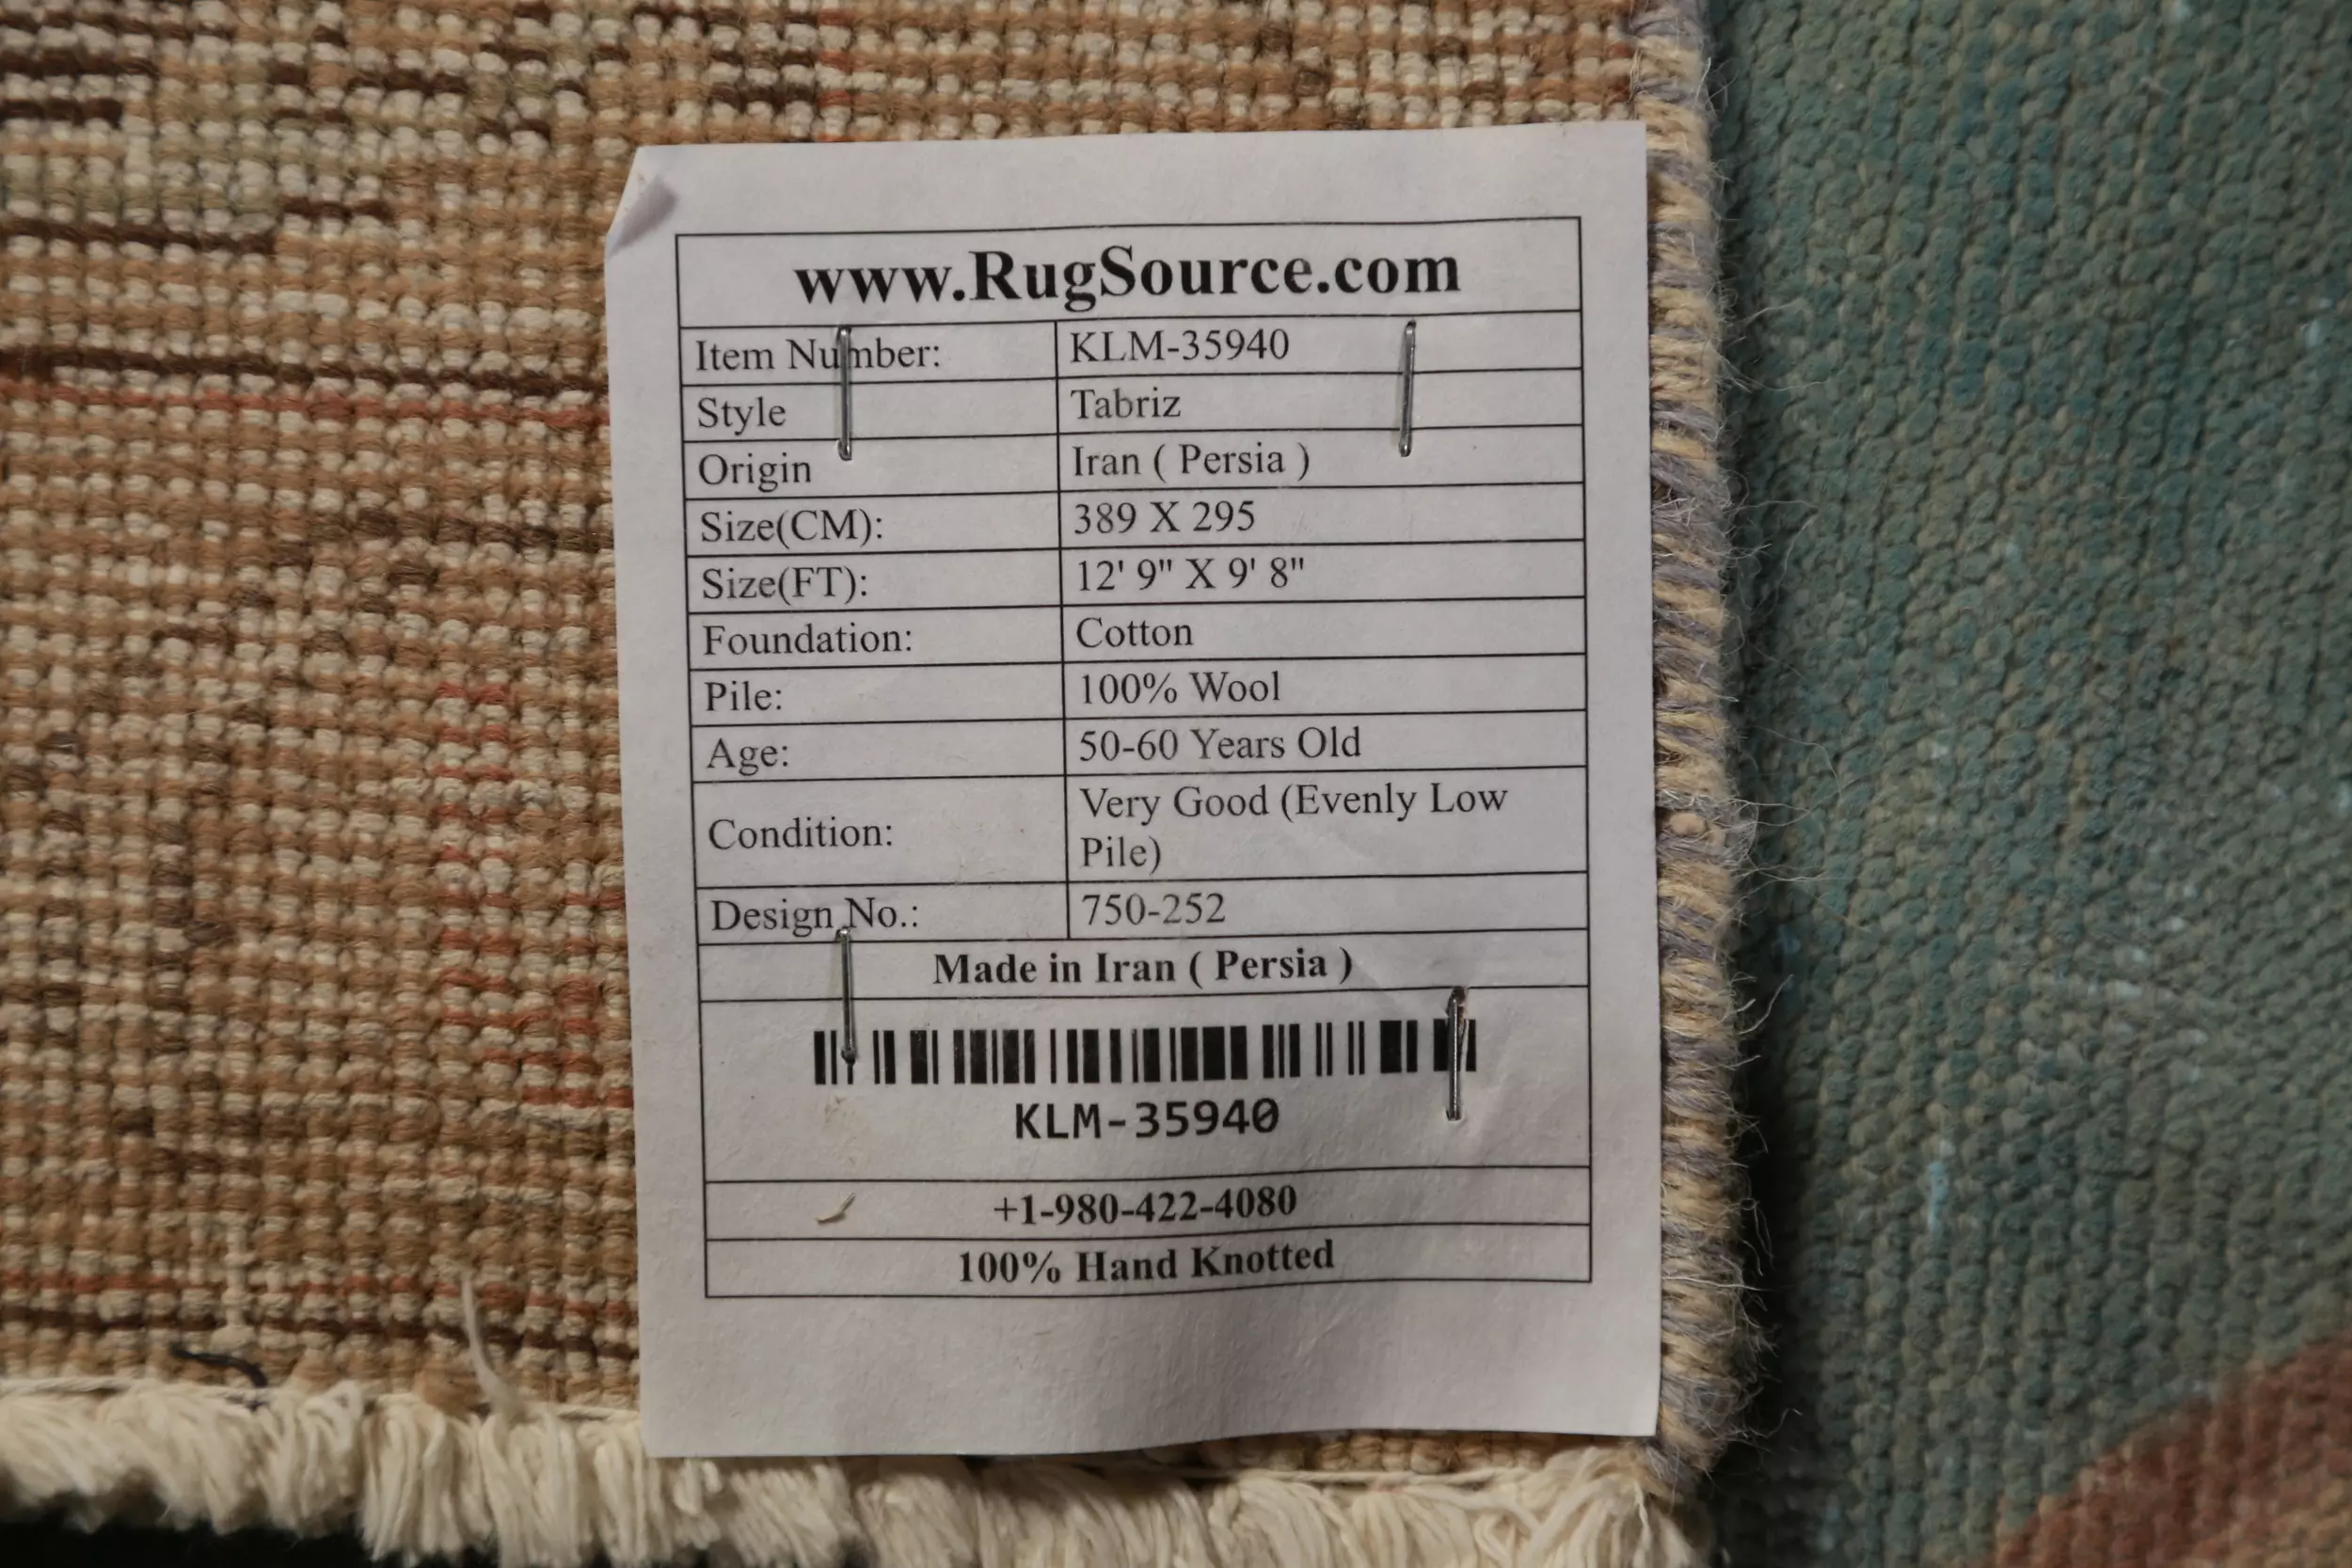 www.RugSource.com
Item Number: KLM-35940
Style Tabriz
Origin Iran ( Persia )
Size(CM): 389 X 295
Size(FT): 12' 9" X 9' 8"
Foundation: Cotton
Pile: 100% Wool
Age: 50-60 Years Old
Condition: Very Good (Evenly Low
Pile)
Design No.: 750-252
Made in Iran ( Persia )
KLM-35940
+1-980-422-4080
100% Hand Knotted